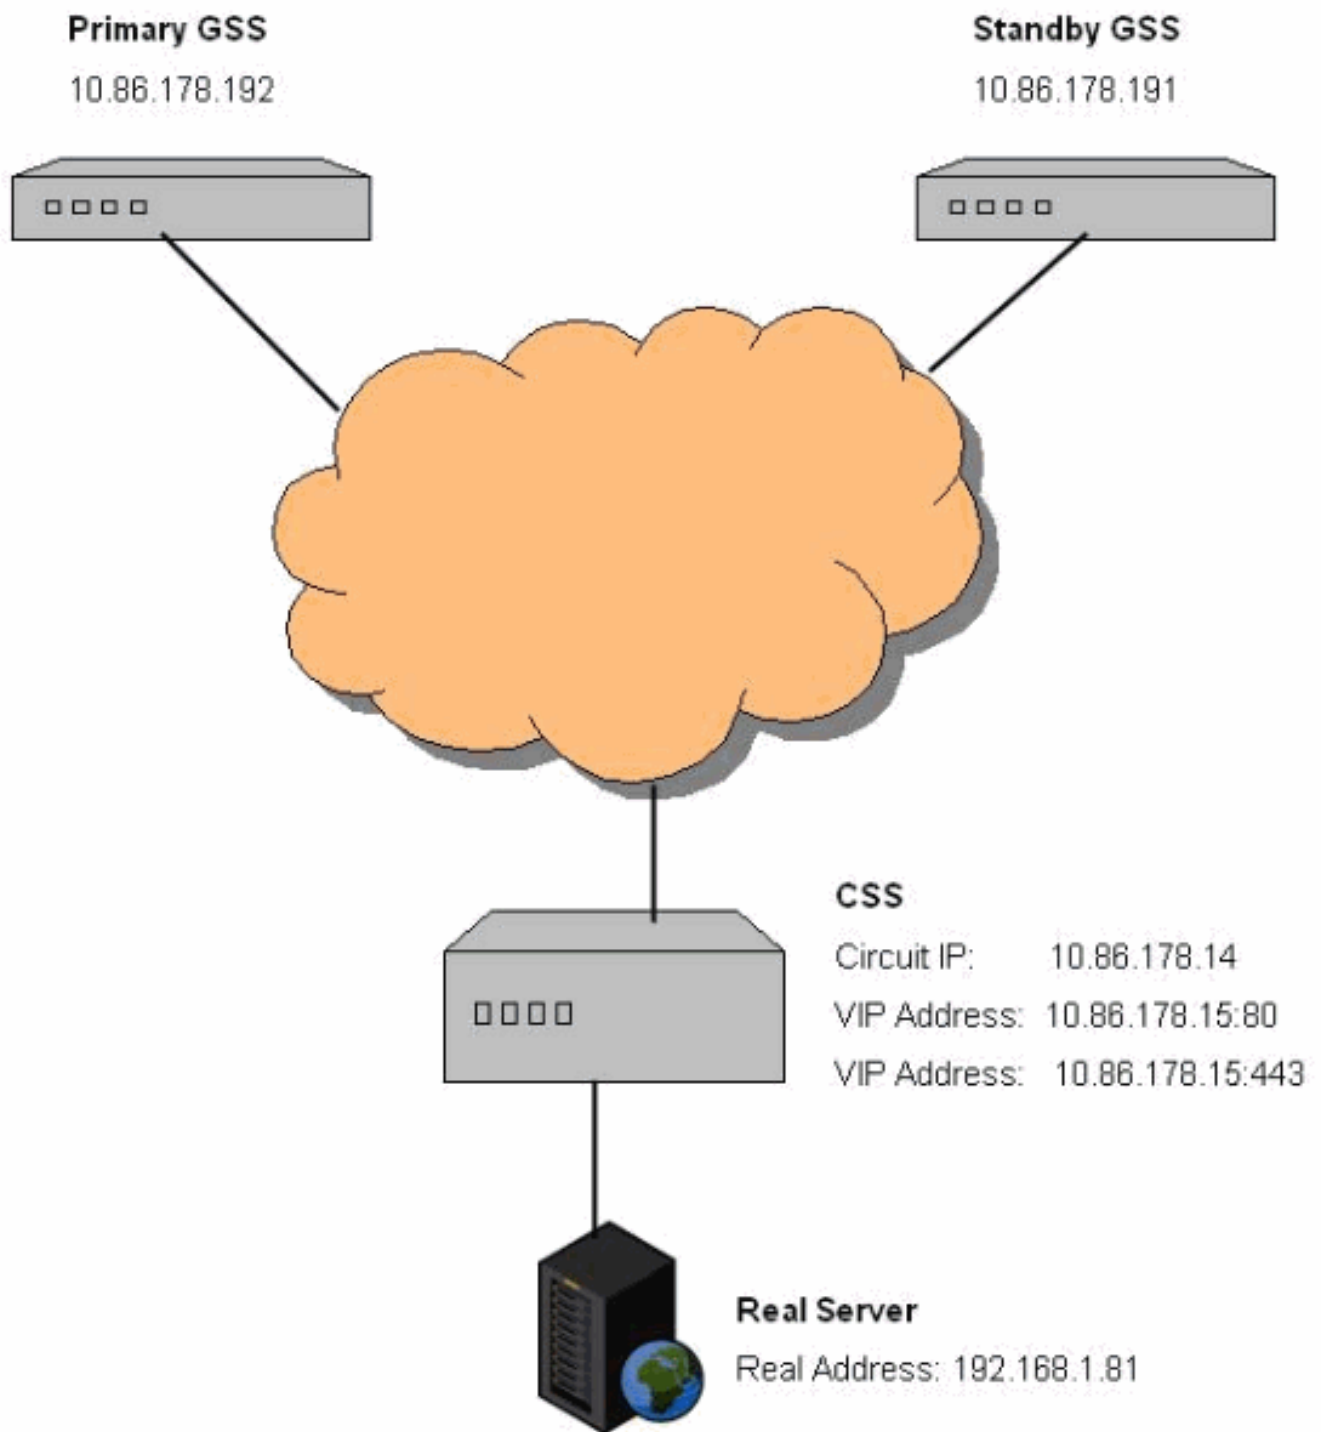 Primary GSS
10.86.178.192
Standby GSS
10.86.178.191
CSS
Circuit IP: 10.86.178.14
VIP Address: 10.86.178.15:80
VIP Address: 10.86.178.15:443
Real Server
Real Address: 192.168.1.81